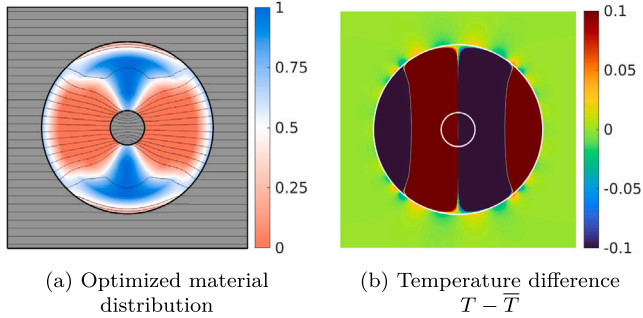 1
0.75
0.5
0.25
0
0.1
0.05
0
-0.05
-0.1
(a) Optimized material
distribution
(b) Temperature difference
T − T̅